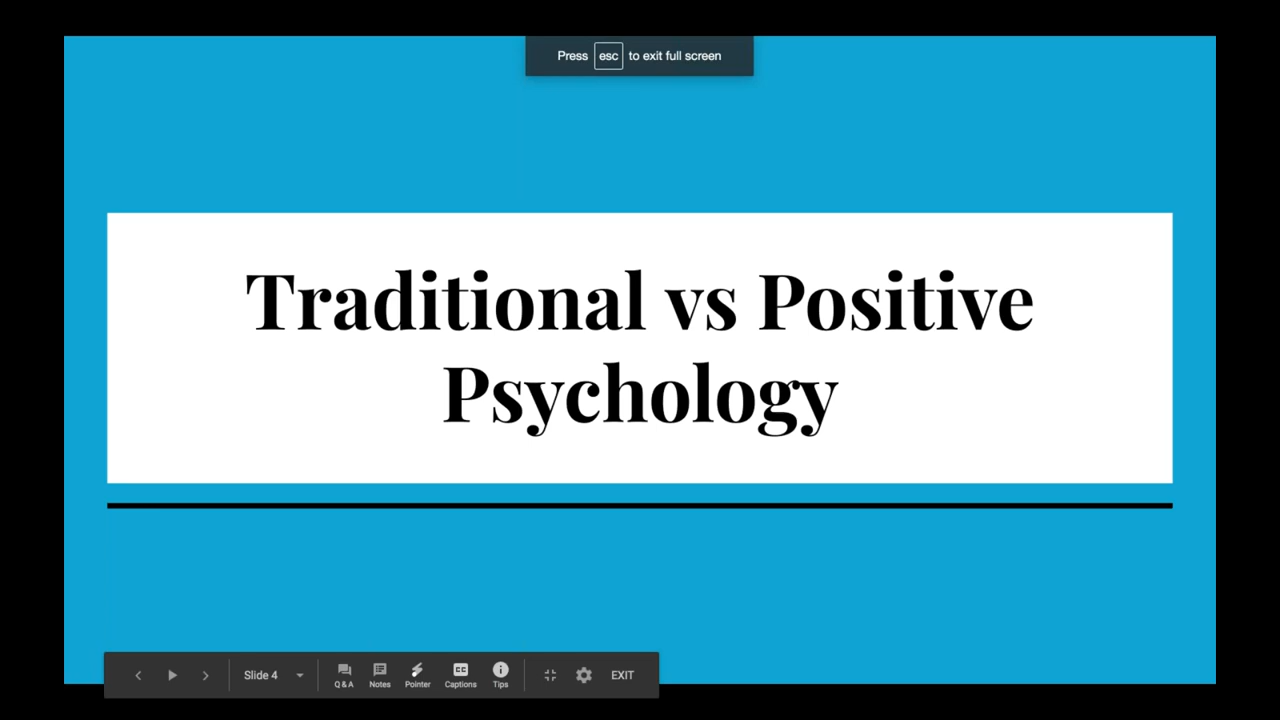 Press esc to exit full screen
Traditional vs Positive
Psychology
Slide 4
Q & A Notes Pointer Captions Tips EXIT